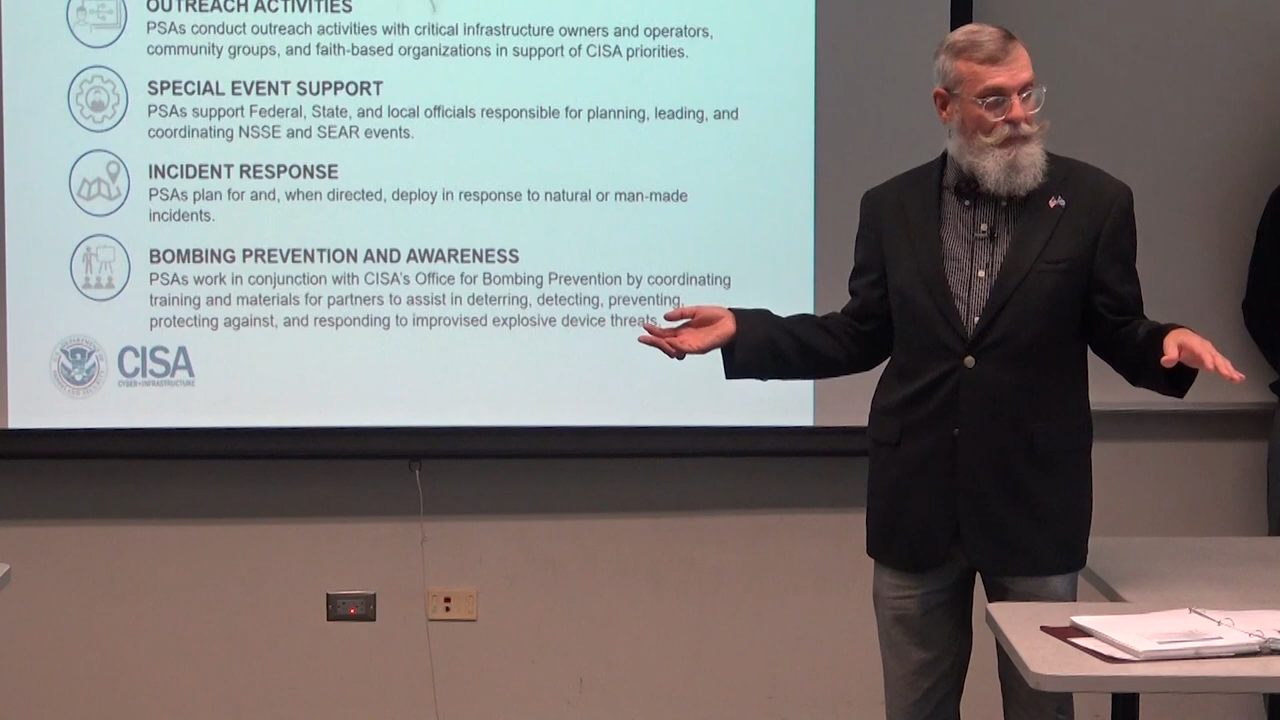 OUTREACH ACTIVITIES
PSAs conduct outreach activities with critical infrastructure owners and operators,
community groups, and faith-based organizations in support of CISA priorities.
SPECIAL EVENT SUPPORT
PSAs support Federal, State, and local officials responsible for planning, leading, and
coordinating NSSE and SEAR events.
INCIDENT RESPONSE
PSAs plan for and, when directed, deploy in response to natural or man-made
incidents.
BOMBING PREVENTION AND AWARENESS
PSAs work in conjunction with CISA's Office for Bombing Prevention by coordinating
training and materials for partners to assist in deterring, detecting, preventing,
protecting against, and responding to improvised explosive device threats.
CISA
CYBER+INFRASTRUCTURE